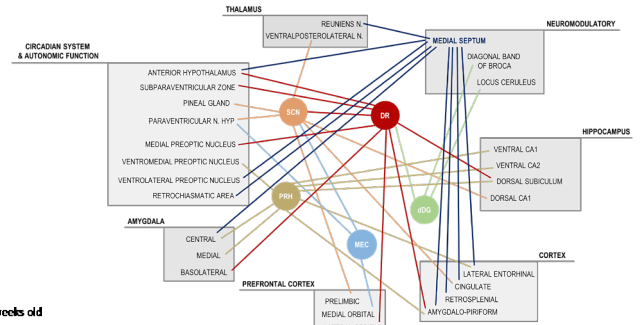 THALAMUS
REUNIENS N.
VENTRALPOSTEROLATERAL N.
NEUROMODULATORY
MEDIAL SEPTUM
DIAGONAL BAND
OF BROCA
LOCUS CERULEUS
CIRCADIAN SYSTEM
& AUTONOMIC FUNCTION
ANTERIOR HYPOTHALAMUS
SUBPARAVENTRICULAR ZONE
PINEAL GLAND
PARAVENTRICULAR N. HYP
MEDIAL PREOPTIC NUCLEUS
VENTROMEDIAL PREOPTIC NUCLEUS
VENTROLATERAL PREOPTIC NUCLEUS
RETROCHIASMATIC AREA
SCN
DR
PRH
dDG
MEC
HIPPOCAMPUS
VENTRAL CA1
VENTRAL CA2
DORSAL SUBICULUM
DORSAL CA1
AMYGDALA
CENTRAL
MEDIAL
BASOLATERAL
PREFRONTAL CORTEX
PRELIMBIC
MEDIAL ORBITAL
CORTEX
LATERAL ENTORHINAL
CINGULATE
RETROSPLENIAL
AMYGDALO-PIRIFORM
weeks old